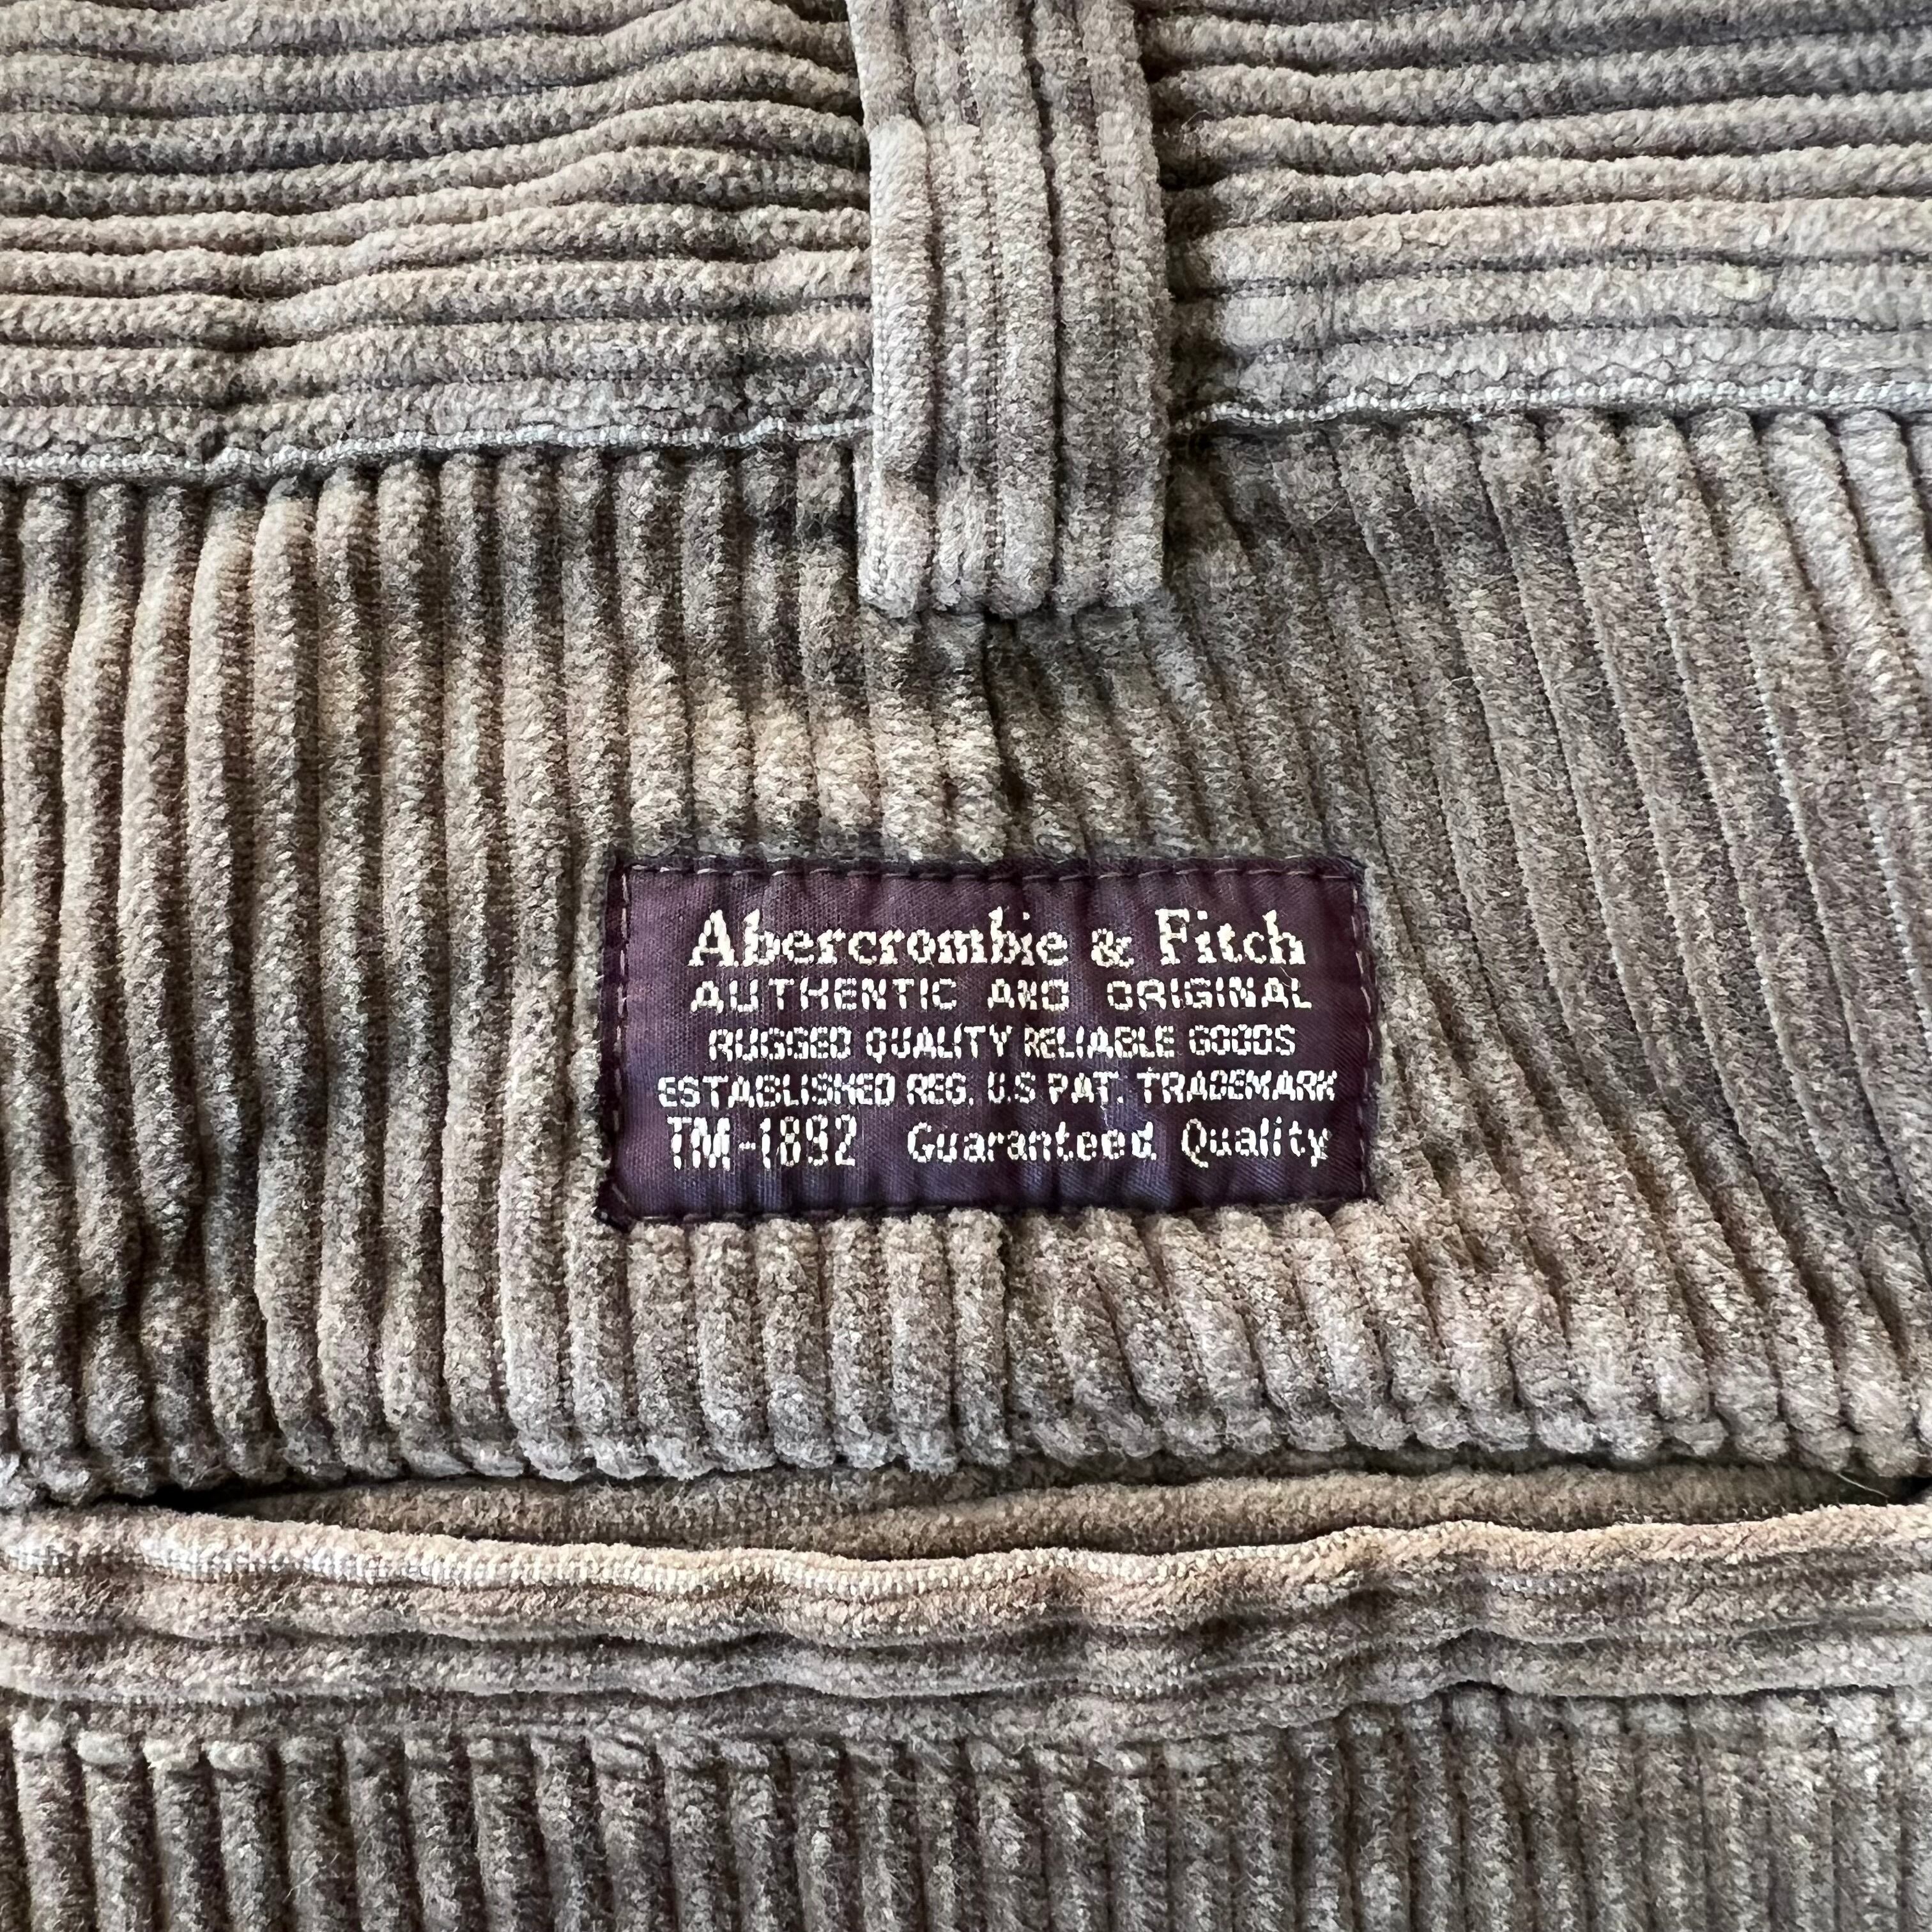 Abercrombie & Fitch
AUTHENTIC AND ORIGINAL
RUGGED QUALITY RELIABLE GOODS
ESTABLISHED REG. U.S PAT. TRADEMARK
TM-1892 Guaranteed Quality